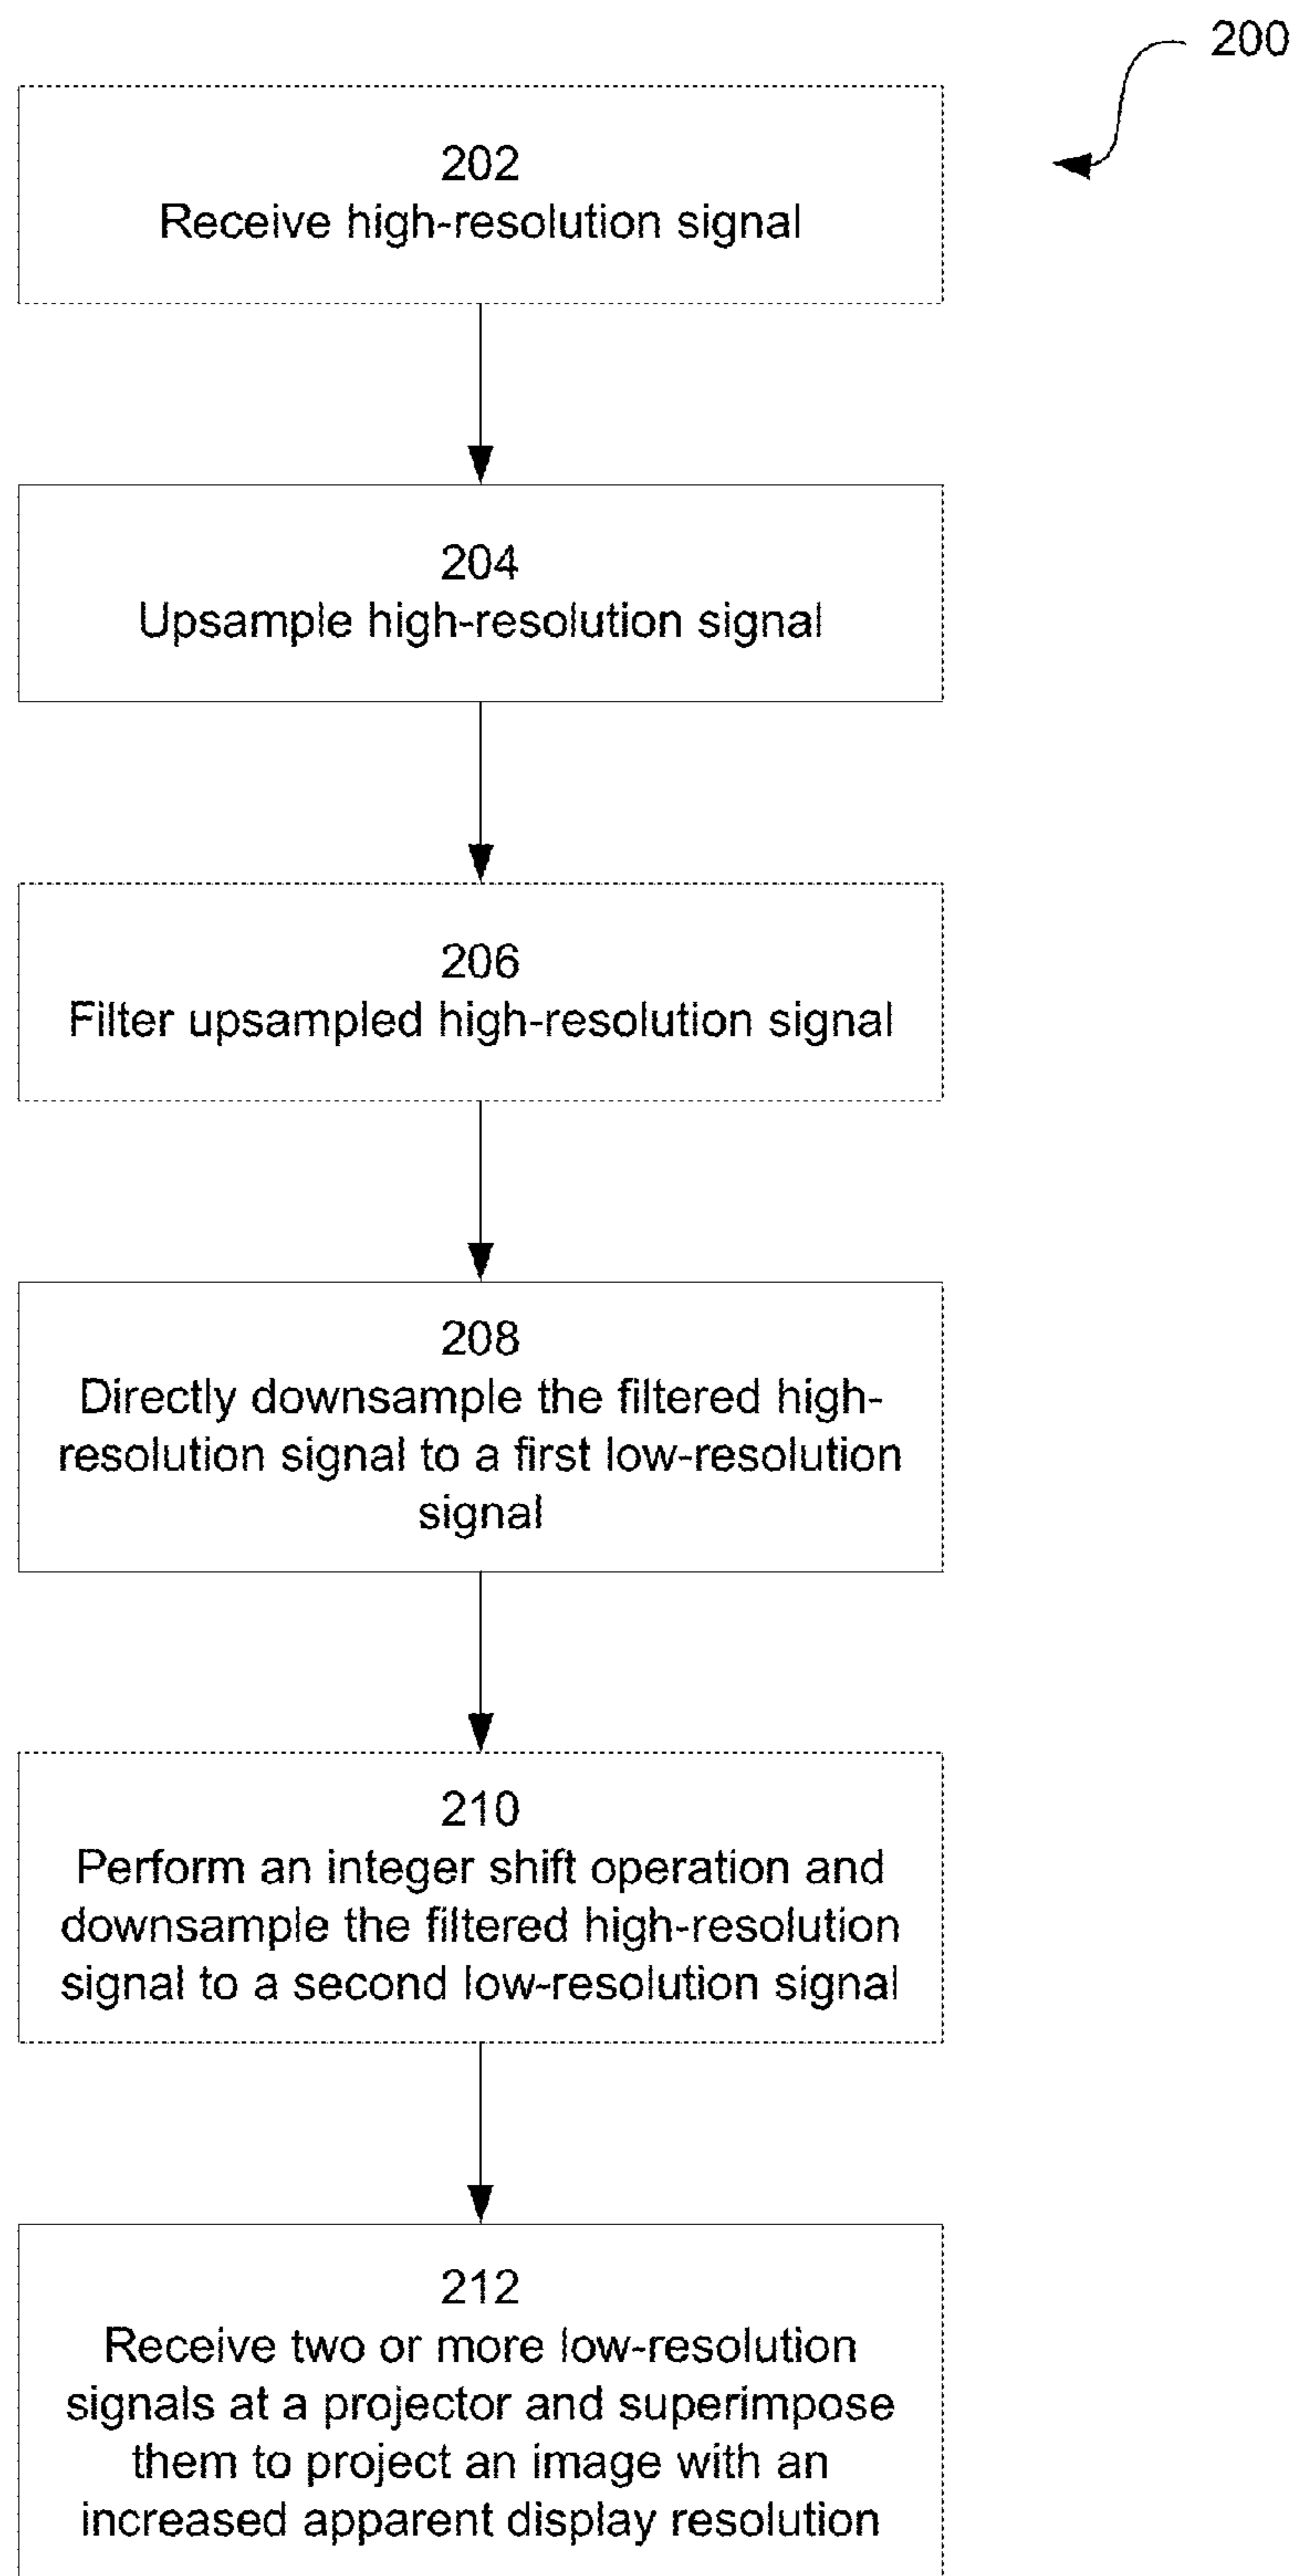 200
202
Receive high-resolution signal
204
Upsample high-resolution signal
206
Filter upsampled high-resolution signal
208
Directly downsample the filtered high-
resolution signal to a first low-resolution
signal
210
Perform an integer shift operation and
downsample the filtered high-resolution
signal to a second low-resolution signal
212
Receive two or more low-resolution
signals at a projector and superimpose
them to project an image with an
increased apparent display resolution